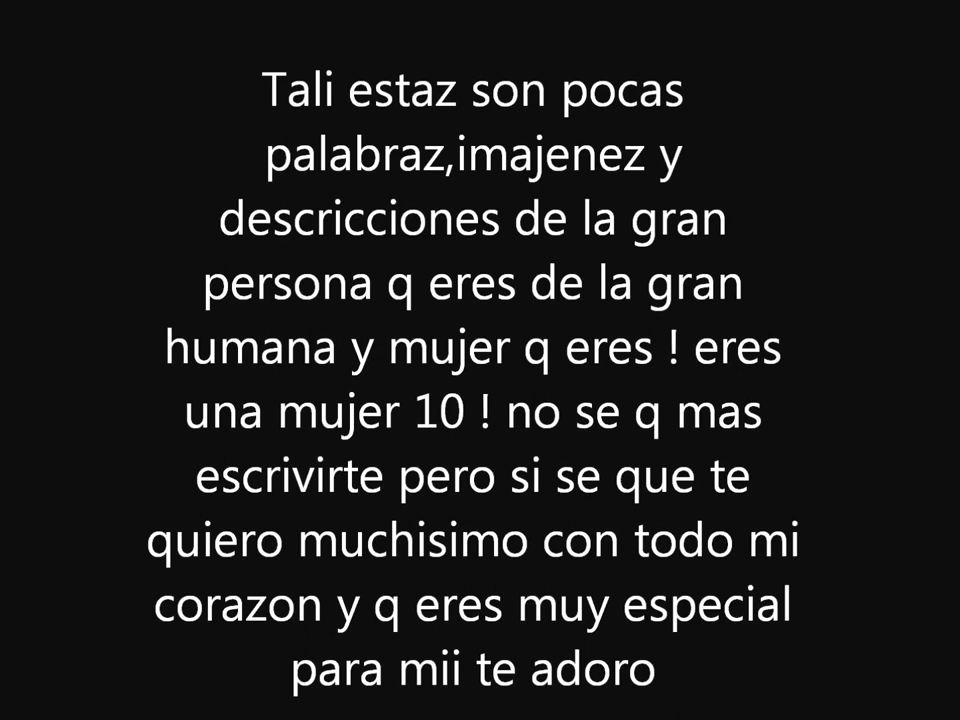 Tali estaz son pocas
palabraz,imajenez y
descricciones de la gran
persona q eres de la gran
humana y mujer q eres ! eres
una mujer 10 ! no se q mas
escrivirte pero si se que te
quiero muchisimo con todo mi
corazon y q eres muy especial
para mii te adoro